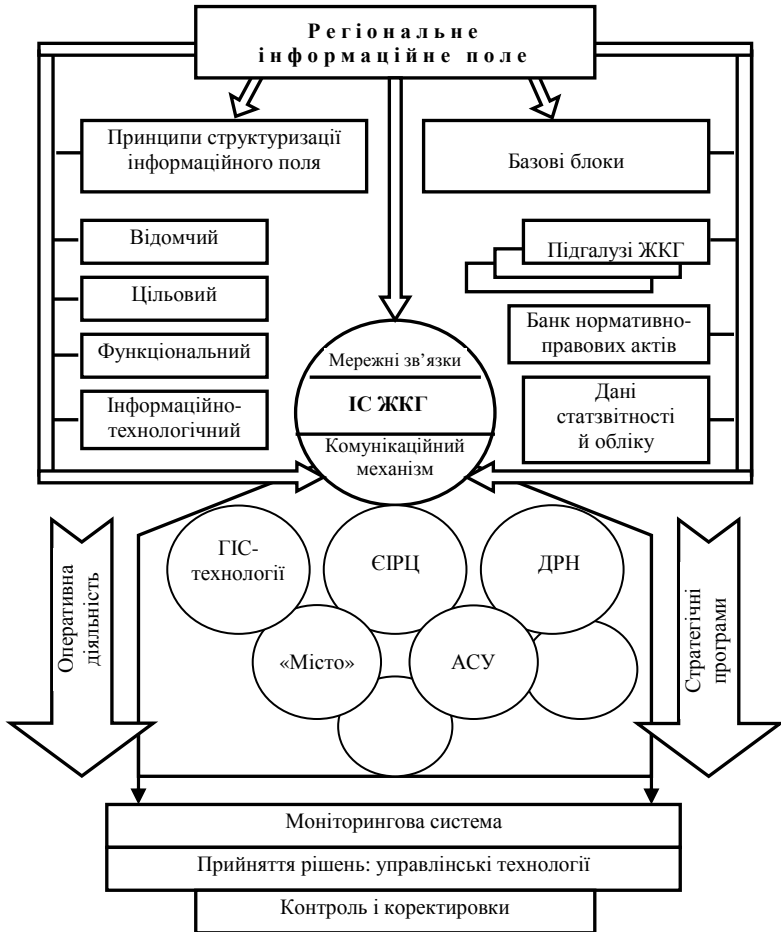 Регіональне
інформаційне поле
Принципи структуризації
інформаційного поля
Базові блоки
Відомчий
Цільовий
Функціональний
Інформаційно-
технологічний
Підгалузі ЖКГ
Банк нормативно-
правових актів
Дані
статзвітності
й обліку
Мережні зв’язки
ІС ЖКГ
Комунікаційний
механізм
Оперативна
діяльність
ГІС-
технології
ЄІРЦ
ДРН
«Місто»
АСУ
Стратегічні
програми
Моніторингова система
Прийняття рішень: управлінські технології
Контроль і коректировки